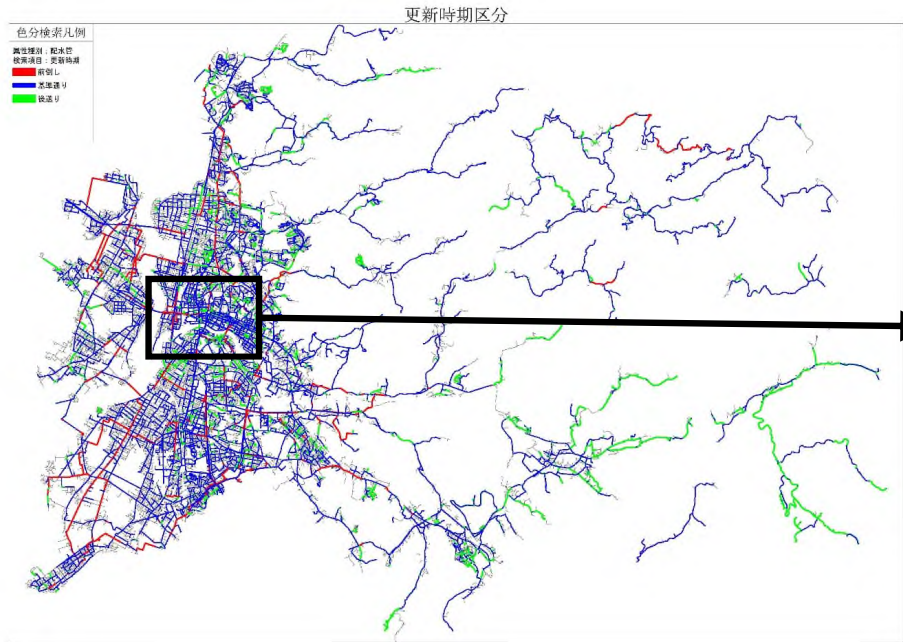 更新時期区分
色分検索凡例
属性種別：配水管
検索項目：更新時期
前倒し
基準通り
後送り